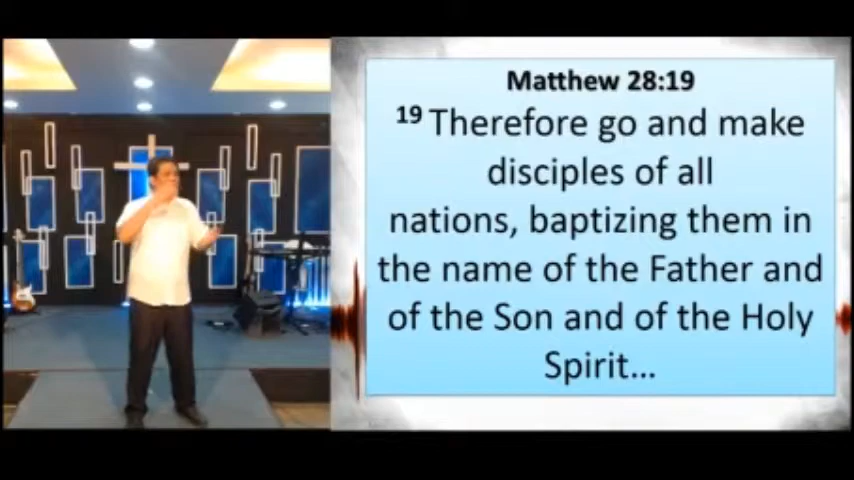 Matthew 28:19
19 Therefore go and make
disciples of all
nations, baptizing them in
the name of the Father and
of the Son and of the Holy
Spirit...